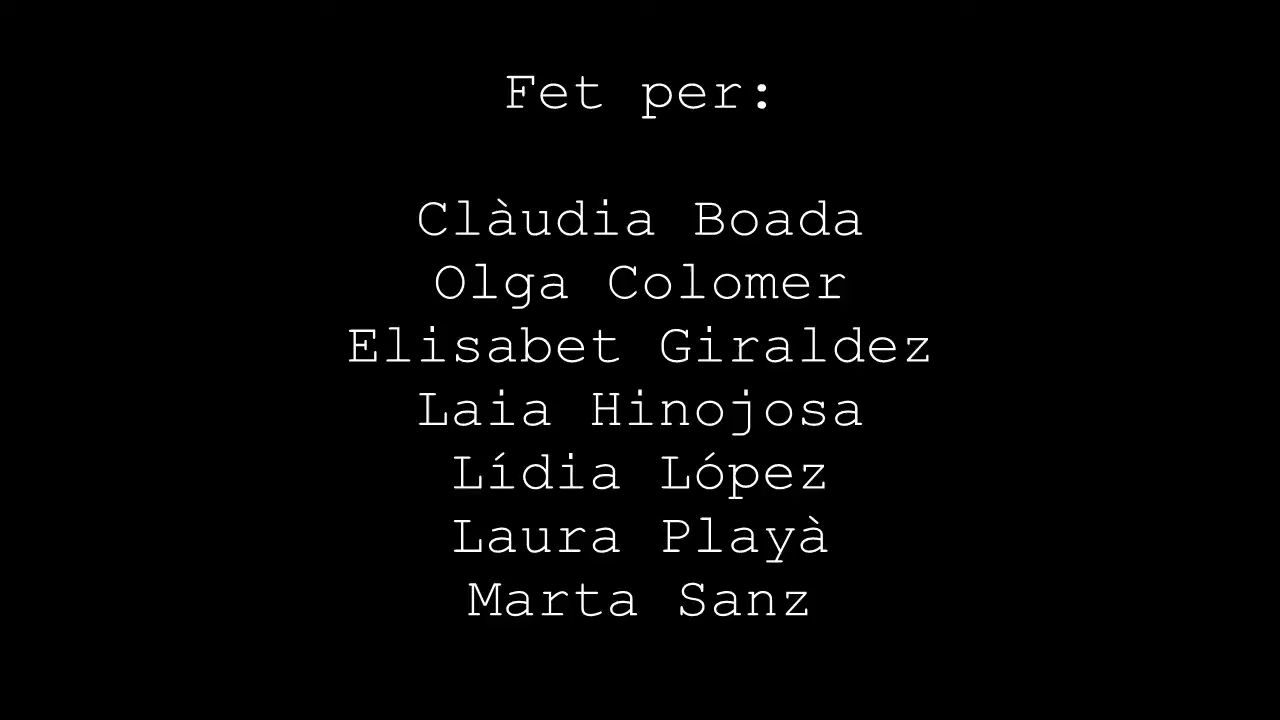 Fet per:
Clàudia Boada
Olga Colomer
Elisabet Giraldez
Laia Hinojosa
Lídia López
Laura Playà
Marta Sanz